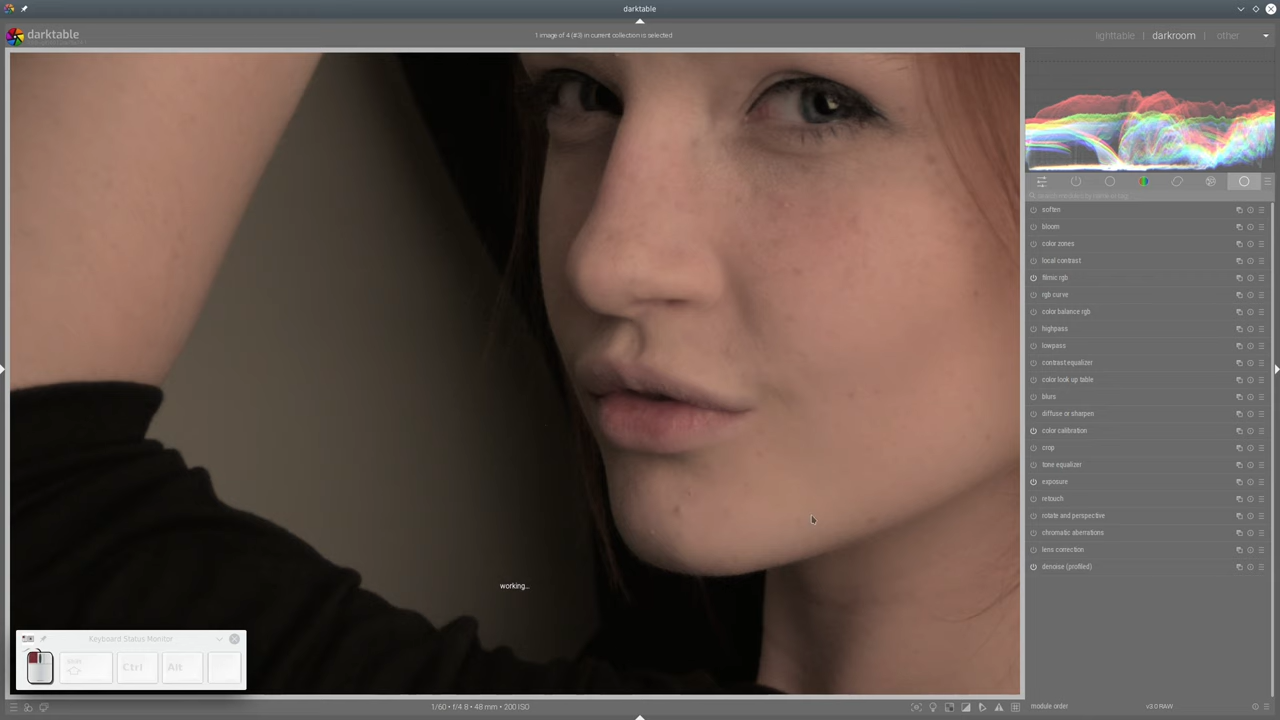 darktable
darktable
1 image of 4 (#3) in current collection is selected
lighttable | darkroom | other
soften
bloom
color zones
local contrast
filmic rgb
rgb curve
color balance rgb
highpass
lowpass
contrast equalizer
color look up table
blurs
diffuse or sharpen
color calibration
crop
tone equalizer
exposure
retouch
rotate and perspective
chromatic aberrations
lens correction
denoise (profiled)
working...
Keyboard Status Monitor
Ctrl
Alt
1/60 • f/4.8 • 48 mm • 200 ISO
module order
v3.0 RAW